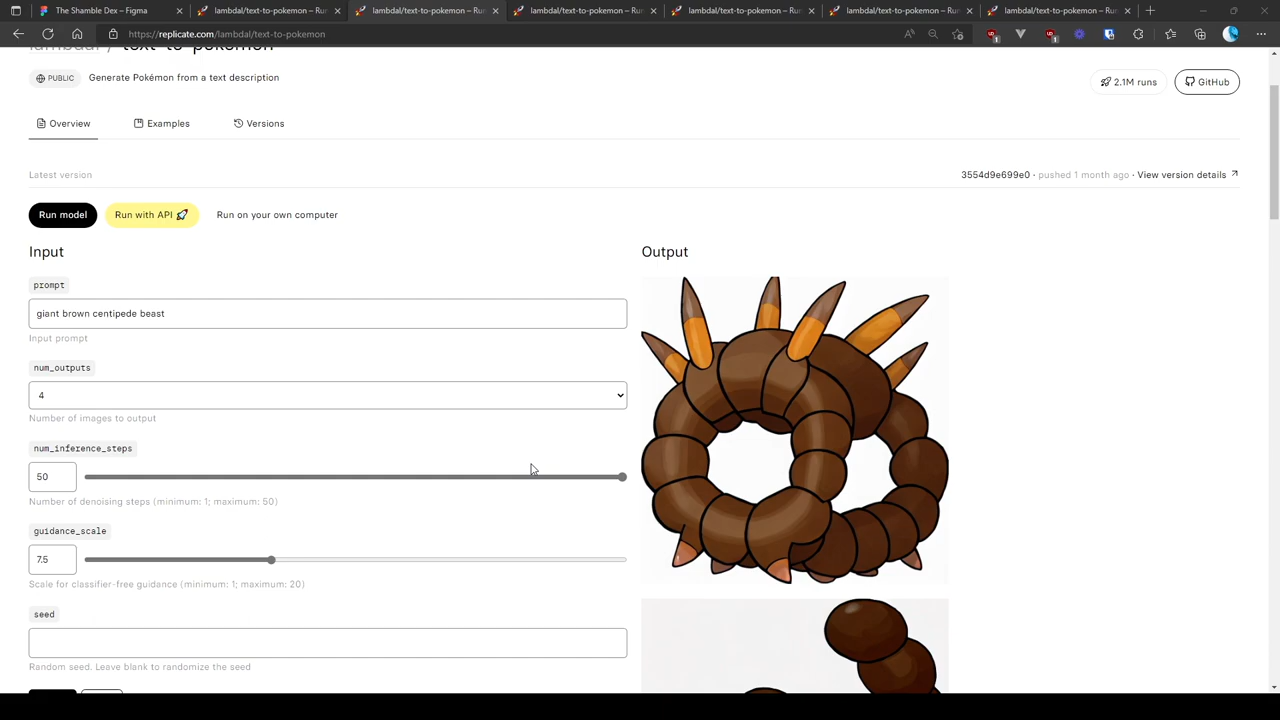 The Shamble Dex – Figma
lambdal/text-to-pokemon – Run
lambdal/text-to-pokemon – Run
lambdal/text-to-pokemon – Run
lambdal/text-to-pokemon – Run
lambdal/text-to-pokemon – Run
lambdal/text-to-pokemon – Run
https://replicate.com/lambdal/text-to-pokemon
lambdal / text-to-pokemon
PUBLIC
Generate Pokémon from a text description
2.1M runs
GitHub
Overview
Examples
Versions
Latest version
3554d9e699e0 · pushed 1 month ago · View version details
Run model
Run with API
Run on your own computer
Input
Output
prompt
giant brown centipede beast
Input prompt
num_outputs
4
Number of images to output
num_inference_steps
50
Number of denoising steps (minimum: 1; maximum: 50)
guidance_scale
7.5
Scale for classifier-free guidance (minimum: 1; maximum: 20)
seed
Random seed. Leave blank to randomize the seed